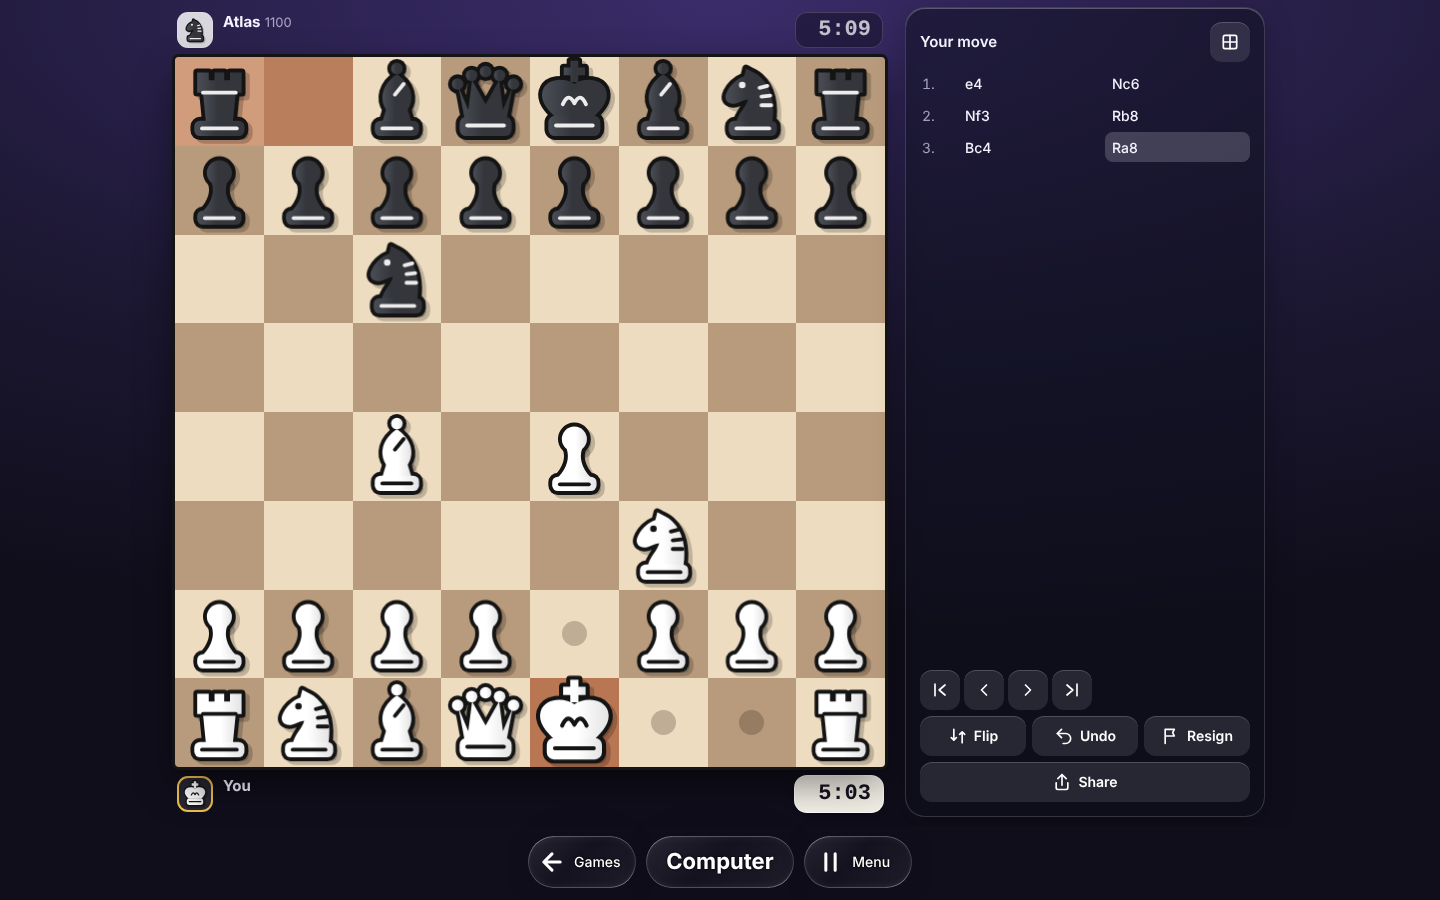 Atlas 1100
5:09
Your move
1. e4 Nc6
2. Nf3 Rb8
3. Bc4 Ra8
Flip Undo Resign
Share
You
5:03
Games Computer Menu